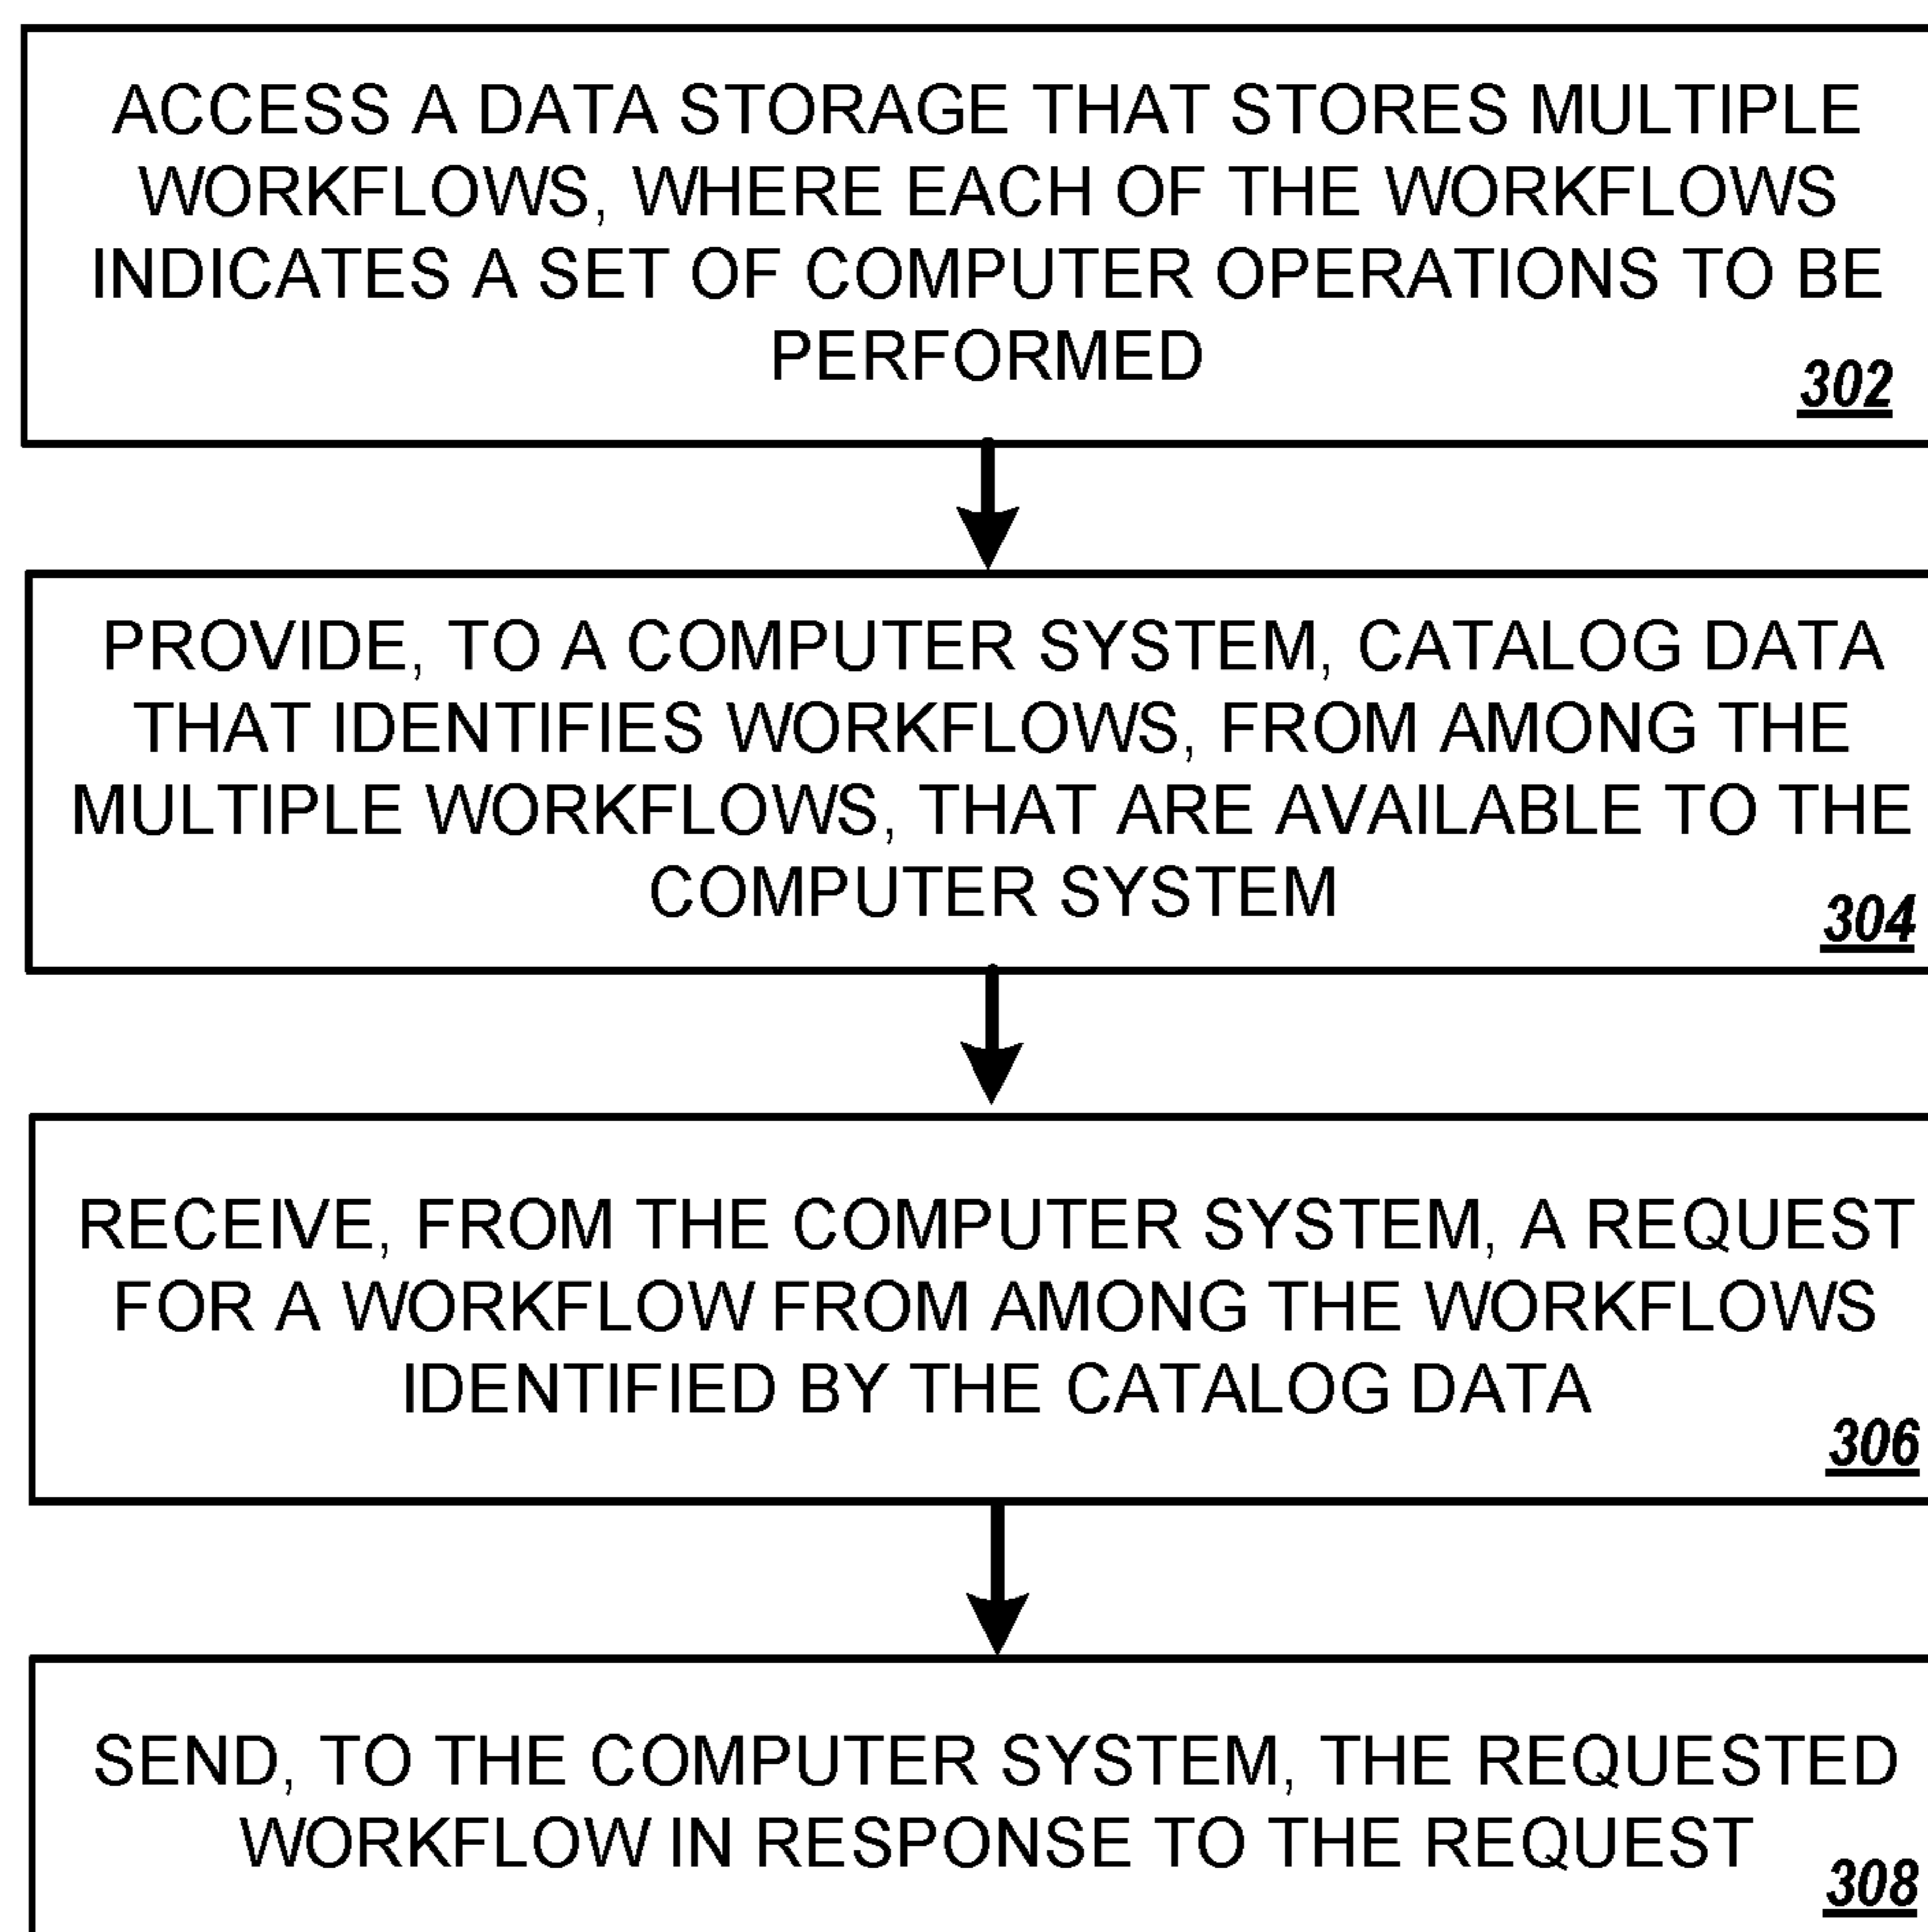 ACCESS A DATA STORAGE THAT STORES MULTIPLE
WORKFLOWS, WHERE EACH OF THE WORKFLOWS
INDICATES A SET OF COMPUTER OPERATIONS TO BE
PERFORMED
302
PROVIDE, TO A COMPUTER SYSTEM, CATALOG DATA
THAT IDENTIFIES WORKFLOWS, FROM AMONG THE
MULTIPLE WORKFLOWS, THAT ARE AVAILABLE TO THE
COMPUTER SYSTEM
304
RECEIVE, FROM THE COMPUTER SYSTEM, A REQUEST
FOR A WORKFLOW FROM AMONG THE WORKFLOWS
IDENTIFIED BY THE CATALOG DATA
306
SEND, TO THE COMPUTER SYSTEM, THE REQUESTED
WORKFLOW IN RESPONSE TO THE REQUEST
308